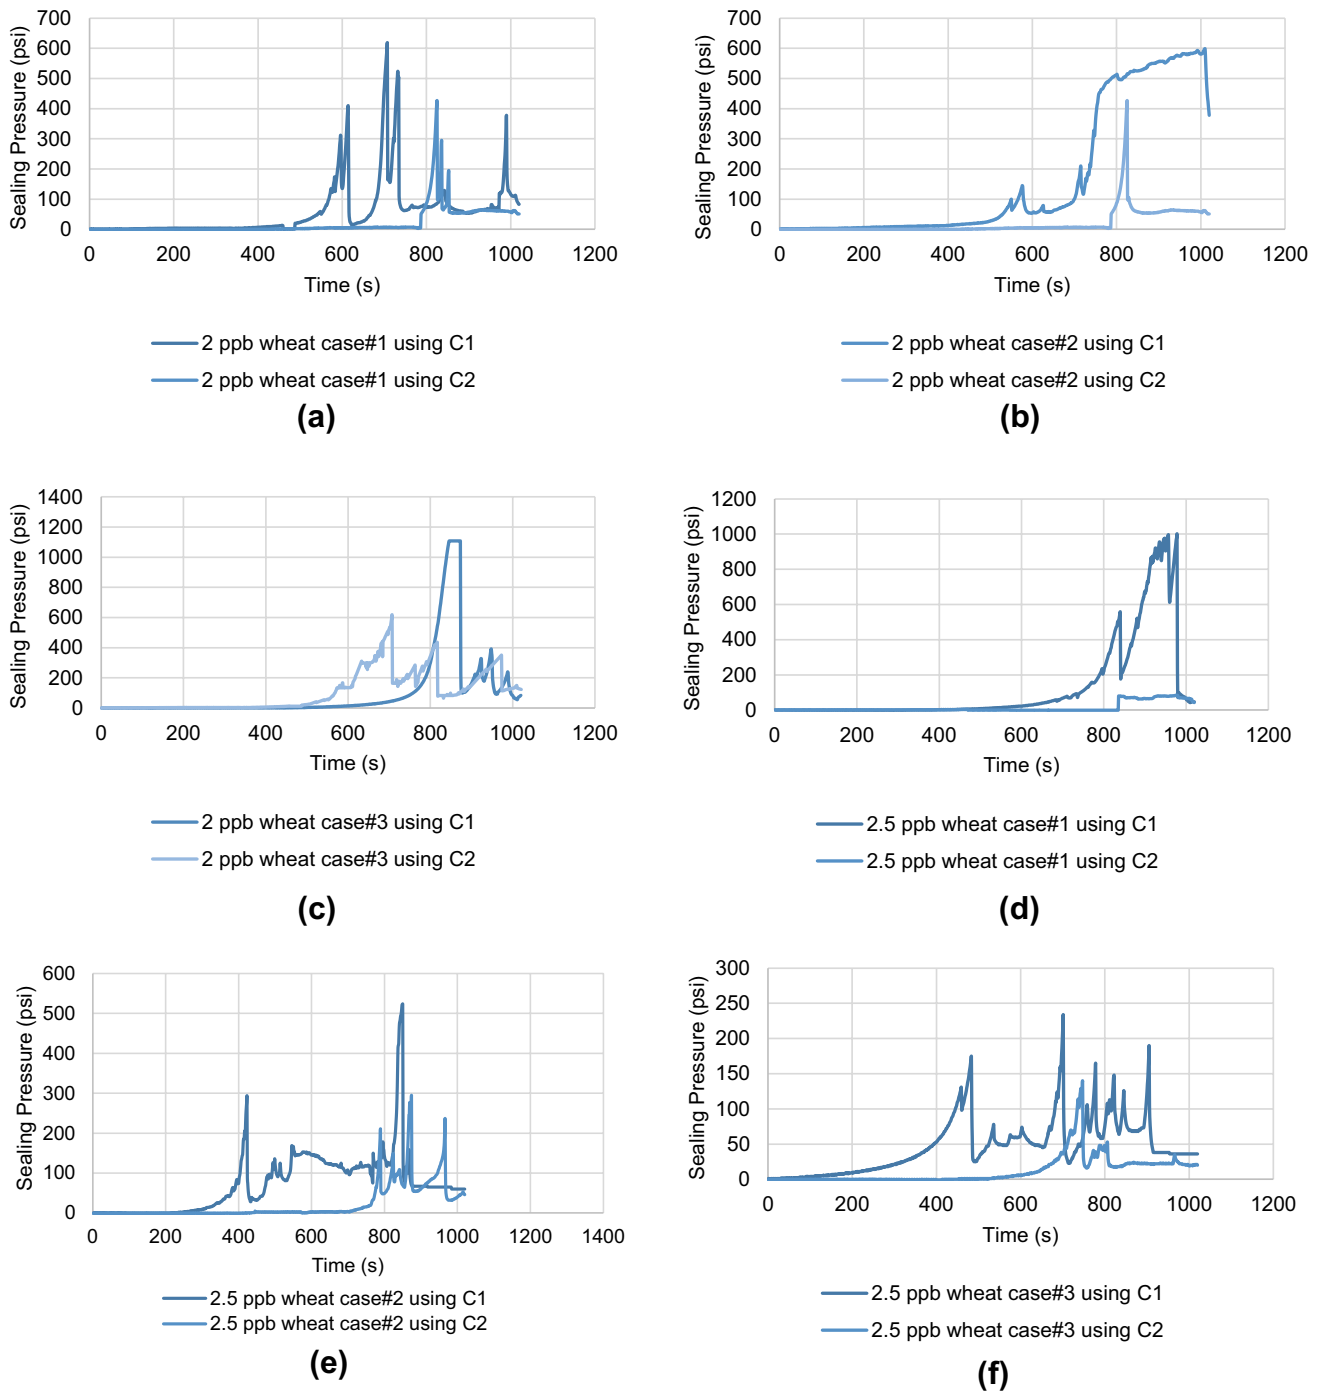 700
600
500
400
300
200
100
0
Sealing Pressure (psi)
0 200 400 600 800 1000 1200
Time (s)
2 ppb wheat case#1 using C1
2 ppb wheat case#1 using C2
(a)
700
600
500
400
300
200
100
0
Sealing Pressure (psi)
0 200 400 600 800 1000 1200
Time (s)
2 ppb wheat case#2 using C1
2 ppb wheat case#2 using C2
(b)
1400
1200
1000
800
600
400
200
0
Sealing Pressure (psi)
0 200 400 600 800 1000 1200
Time (s)
2 ppb wheat case#3 using C1
2 ppb wheat case#3 using C2
(c)
1200
1000
800
600
400
200
0
Sealing Pressure (psi)
0 200 400 600 800 1000 1200
Time (s)
2.5 ppb wheat case#1 using C1
2.5 ppb wheat case#1 using C2
(d)
600
500
400
300
200
100
0
Sealing Pressure (psi)
0 200 400 600 800 1000 1200 1400
Time (s)
2.5 ppb wheat case#2 using C1
2.5 ppb wheat case#2 using C2
(e)
300
250
200
150
100
50
0
Sealing Pressure (psi)
0 200 400 600 800 1000 1200
Time (s)
2.5 ppb wheat case#3 using C1
2.5 ppb wheat case#3 using C2
(f)